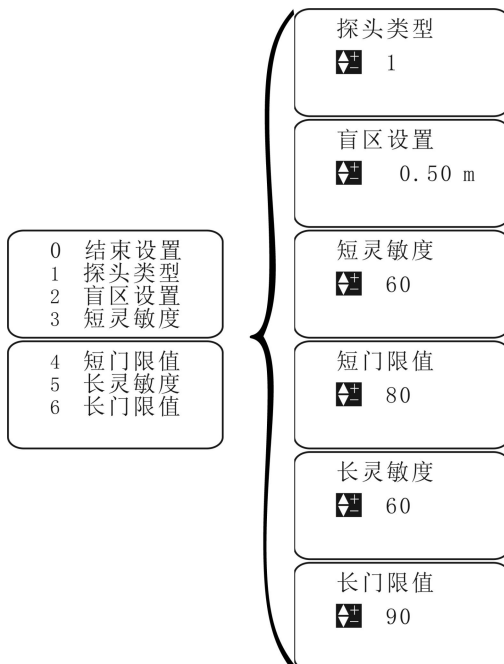 0 结束设置
1 探头类型
2 盲区设置
3 短灵敏度
4 短门限值
5 长灵敏度
6 长门限值
探头类型
1
盲区设置
0.50 m
短灵敏度
60
短门限值
80
长灵敏度
60
长门限值
90